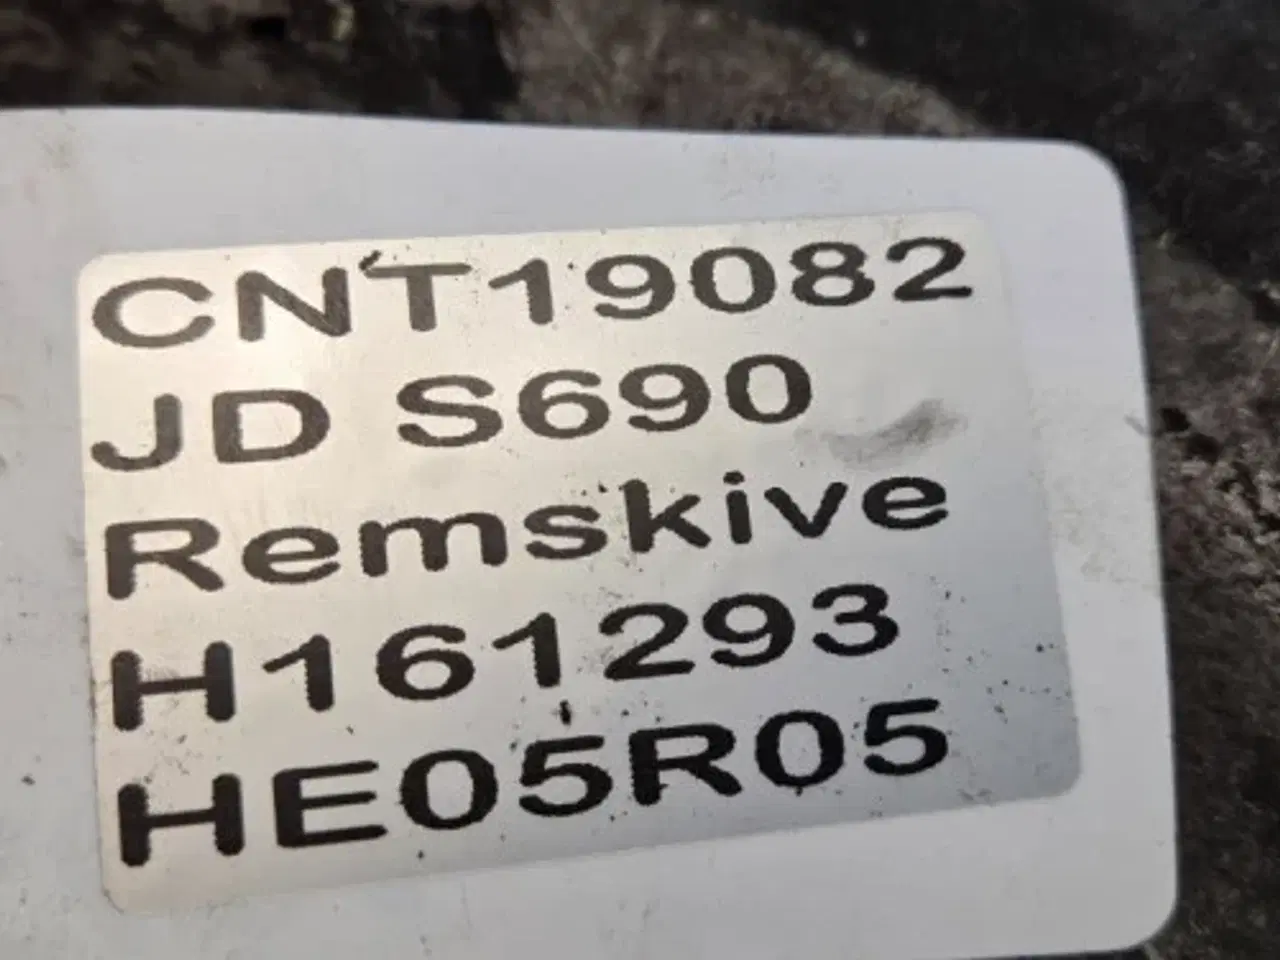 CNT19082
JD S690
Remskive
H161293
HE05R05